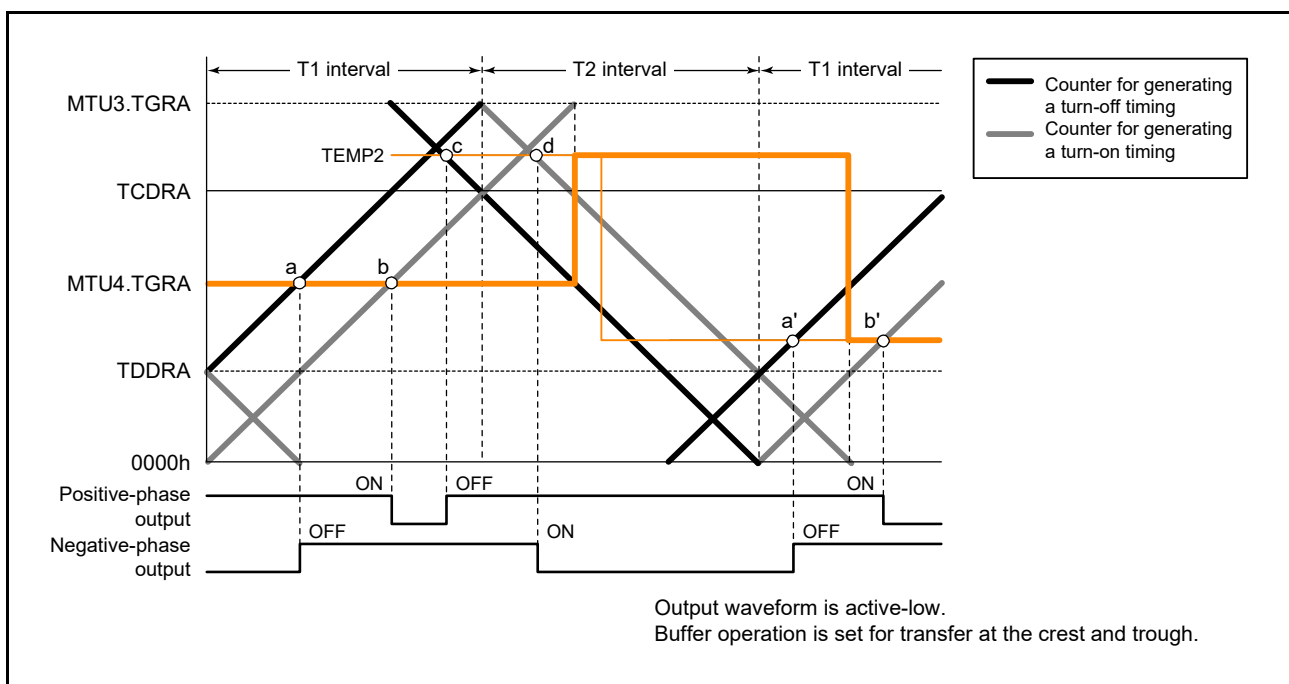 T1 interval
T2 interval
T1 interval
Counter for generating
a turn-off timing
Counter for generating
a turn-on timing
MTU3.TGRA
TEMP2
c
d
TCDRA
MTU4.TGRA
a
b
a'
b'
TDDRA
0000h
Positive-phase
output
ON
OFF
ON
Negative-phase
output
OFF
ON
OFF
Output waveform is active-low.
Buffer operation is set for transfer at the crest and trough.